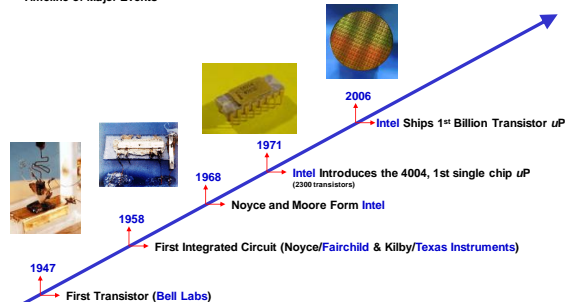 2006
Intel Ships 1st Billion Transistor uP
1971
Intel Introduces the 4004, 1st single chip uP
(2300 transistors)
1968
Noyce and Moore Form Intel
1958
First Integrated Circuit (Noyce/Fairchild & Kilby/Texas Instruments)
1947
First Transistor (Bell Labs)